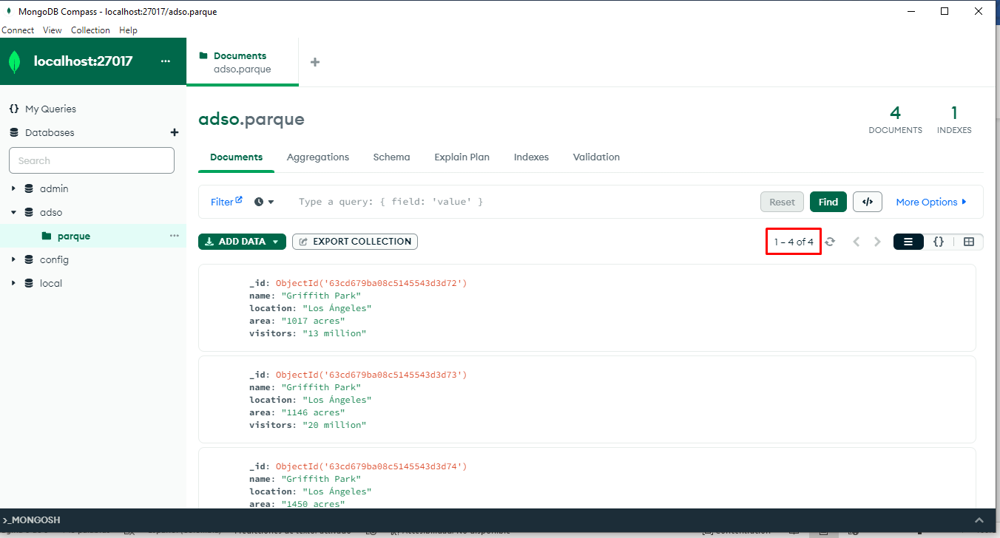 MongoDB Compass - localhost:27017/adso.parque
Connect View Collection Help
localhost:27017 ...
Documents
adso.parque
My Queries
Databases
Search
admin
adso
parque
config
local
adso.parque
4
DOCUMENTS
1
INDEXES
Documents Aggregations Schema Explain Plan Indexes Validation
Filter Type a query: { field: 'value' } Reset Find </> More Options
ADD DATA EXPORT COLLECTION 1 – 4 of 4 {}
_id: ObjectId('63cd679ba08c5145543d3d72')
name: "Griffith Park"
location: "Los Ángeles"
area: "1017 acres"
visitors: "13 million"
_id: ObjectId('63cd679ba08c5145543d3d73')
name: "Griffith Park"
location: "Los Ángeles"
area: "1146 acres"
visitors: "20 million"
_id: ObjectId('63cd679ba08c5145543d3d74')
name: "Griffith Park"
location: "Los Ángeles"
area: "1450 acres"
>_MONGOSH